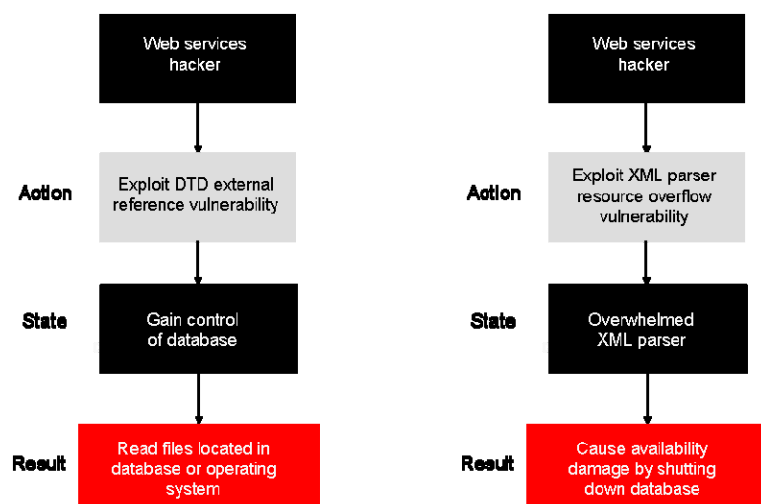 Web services
hacker
Action
Exploit DTD external
reference vulnerability
State
Gain control
of database
Result
Read files located in
database or operating
system
Web services
hacker
Action
Exploit XML parser
resource overflow
vulnerability
State
Overwhelmed
XML parser
Result
Cause availability
damage by shutting
down database